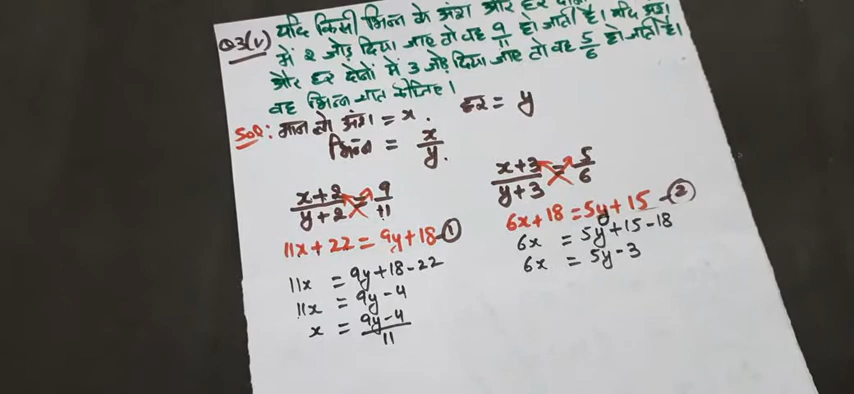 Q3(v) यदि किसी भिन्न के अंश और हर
में 2 जोड़ दिया जाए तो वह 9/11 हो जाती है। यदि अंश
और हर दोनों में 3 जोड़ दिया जाए तो वह 5/6 हो जाती है।
वह भिन्न ज्ञात कीजिए।
Sol: मान लो अंश = x. हर = y
भिन्न = x/y.
(x+2)/(y+2) = 9/11
11x + 22 = 9y + 18 - ①
11x = 9y + 18 - 22
11x = 9y - 4
x = (9y - 4)/11
(x+3)/(y+3) = 5/6
6x + 18 = 5y + 15 - ②
6x = 5y + 15 - 18
6x = 5y - 3